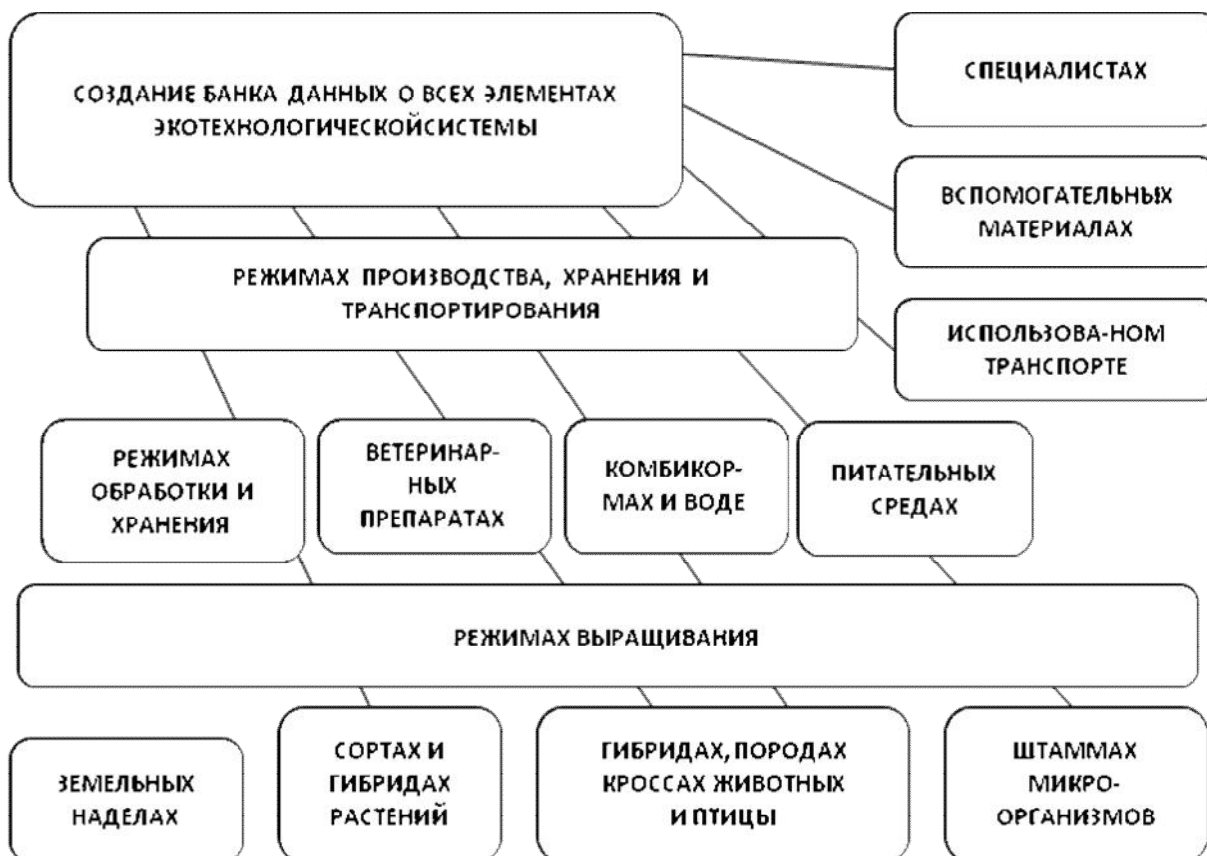 СОЗДАНИЕ БАНКА ДАННЫХ О ВСЕХ ЭЛЕМЕНТАХ
ЭКОТЕХНОЛОГИЧЕСКОЙСИСТЕМЫ
СПЕЦИАЛИСТАХ
ВСПОМОГАТЕЛЬНЫХ
МАТЕРИАЛАХ
РЕЖИМАХ ПРОИЗВОДСТВА, ХРАНЕНИЯ И
ТРАНСПОРТИРОВАНИЯ
ИСПОЛЬЗОВА-НОМ
ТРАНСПОРТЕ
РЕЖИМАХ
ОБРАБОТКИ И
ХРАНЕНИЯ
ВЕТЕРИНАР-
НЫХ
ПРЕПАРАТАХ
КОМБИКОР-
МАХ И ВОДЕ
ПИТАТЕЛЬНЫХ
СРЕДАХ
РЕЖИМАХ ВЫРАЩИВАНИЯ
ЗЕМЕЛЬНЫХ
НАДЕЛАХ
СОРТАХ И
ГИБРИДАХ
РАСТЕНИЙ
ГИБРИДАХ, ПОРОДАХ
КРОССАХ ЖИВОТНЫХ
И ПТИЦЫ
ШТАММАХ
МИКРО-
ОРГАНИЗМОВ